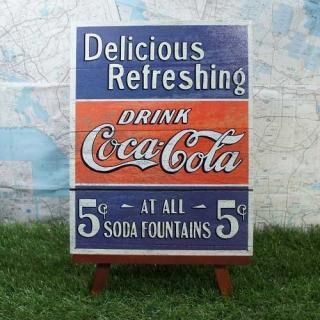 Delicious
Refreshing
DRINK
Coca-Cola
5¢ AT ALL 5¢
SODA FOUNTAINS